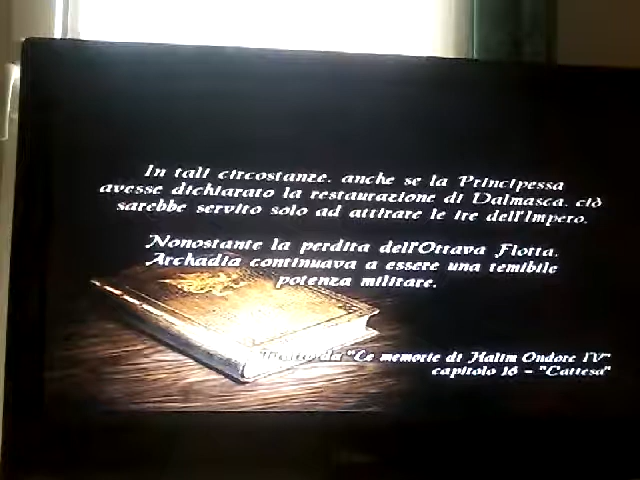 In tali circostanze, anche se la Principessa
avesse dichiarato la restaurazione di Dalmasca, ciò
sarebbe servito solo ad attirare le ire dell'Impero.
Nonostante la perdita dell'Ottava Flotta,
Archadia continuava a essere una temibile
potenza militare.
da "Le memorie di Halim Ondore IV"
capitolo 16 - "L'attesa"